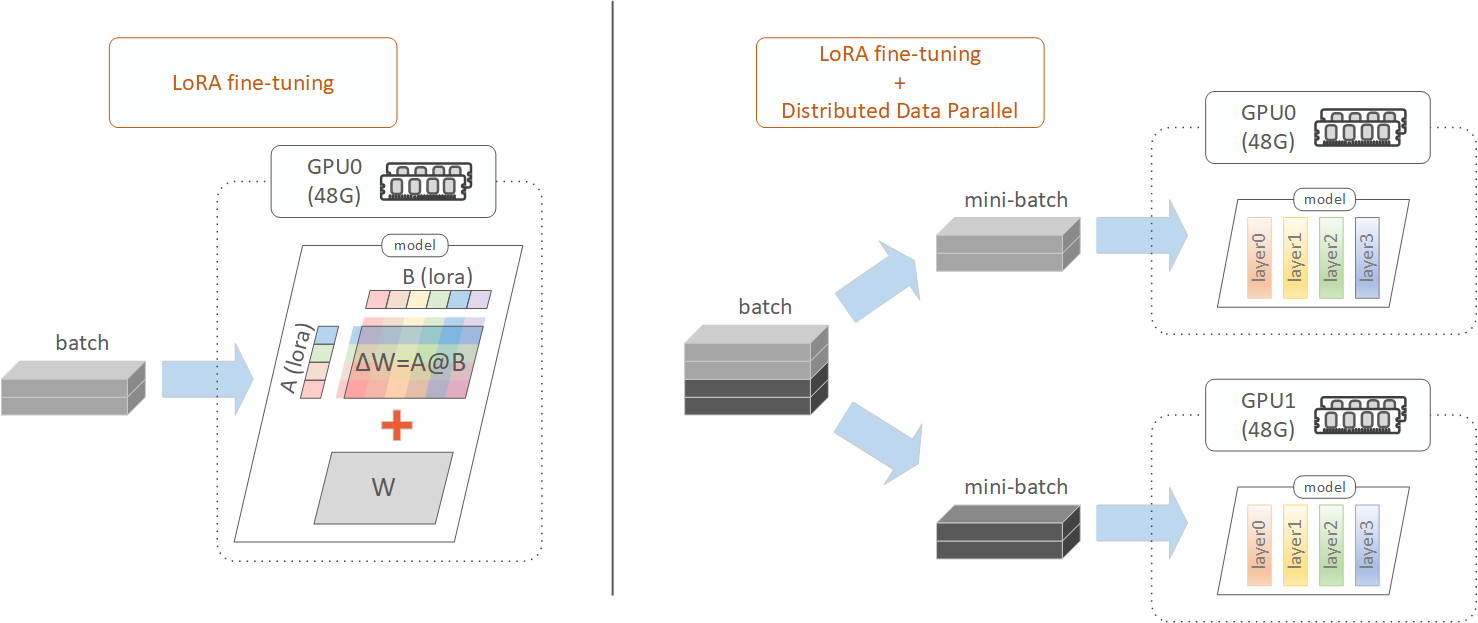 LoRA fine-tuning
GPU0
(48G)
model
B (lora)
A (lora)
ΔW=A@B
W
batch
LoRA fine-tuning
+
Distributed Data Parallel
batch
mini-batch
GPU0
(48G)
model
layer0
layer1
layer2
layer3
mini-batch
GPU1
(48G)
model
layer0
layer1
layer2
layer3